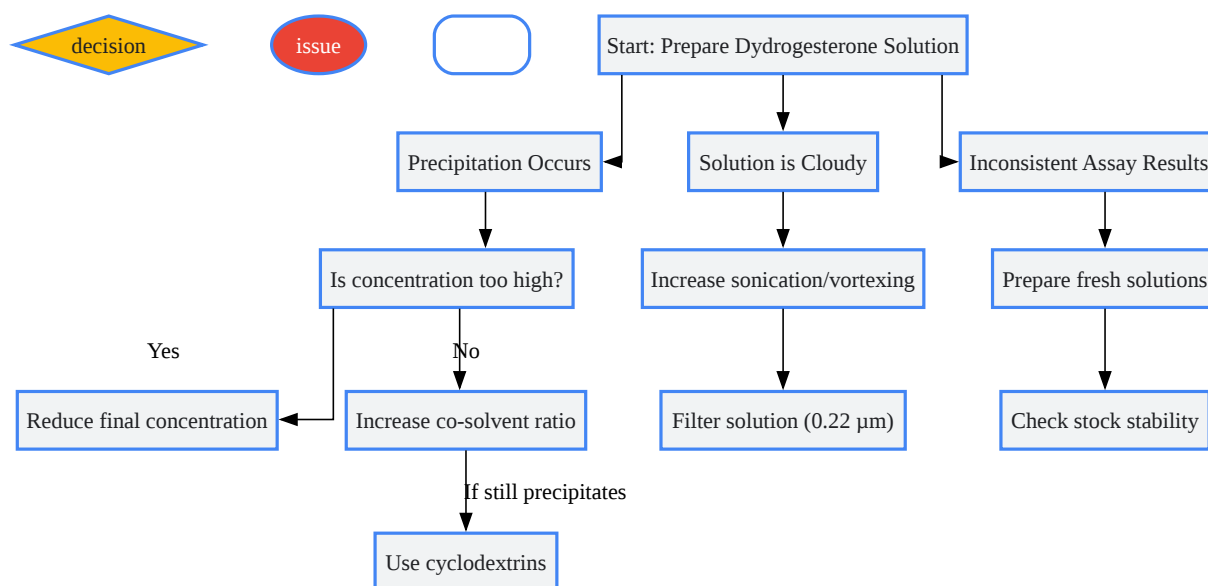 decision
issue
Start: Prepare Dydrogesterone Solution
Precipitation Occurs
Solution is Cloudy
Inconsistent Assay Results
Is concentration too high?
Increase sonication/vortexing
Prepare fresh solutions
Yes
No
Reduce final concentration
Increase co-solvent ratio
Filter solution (0.22 µm)
Check stock stability
If still precipitates
Use cyclodextrins